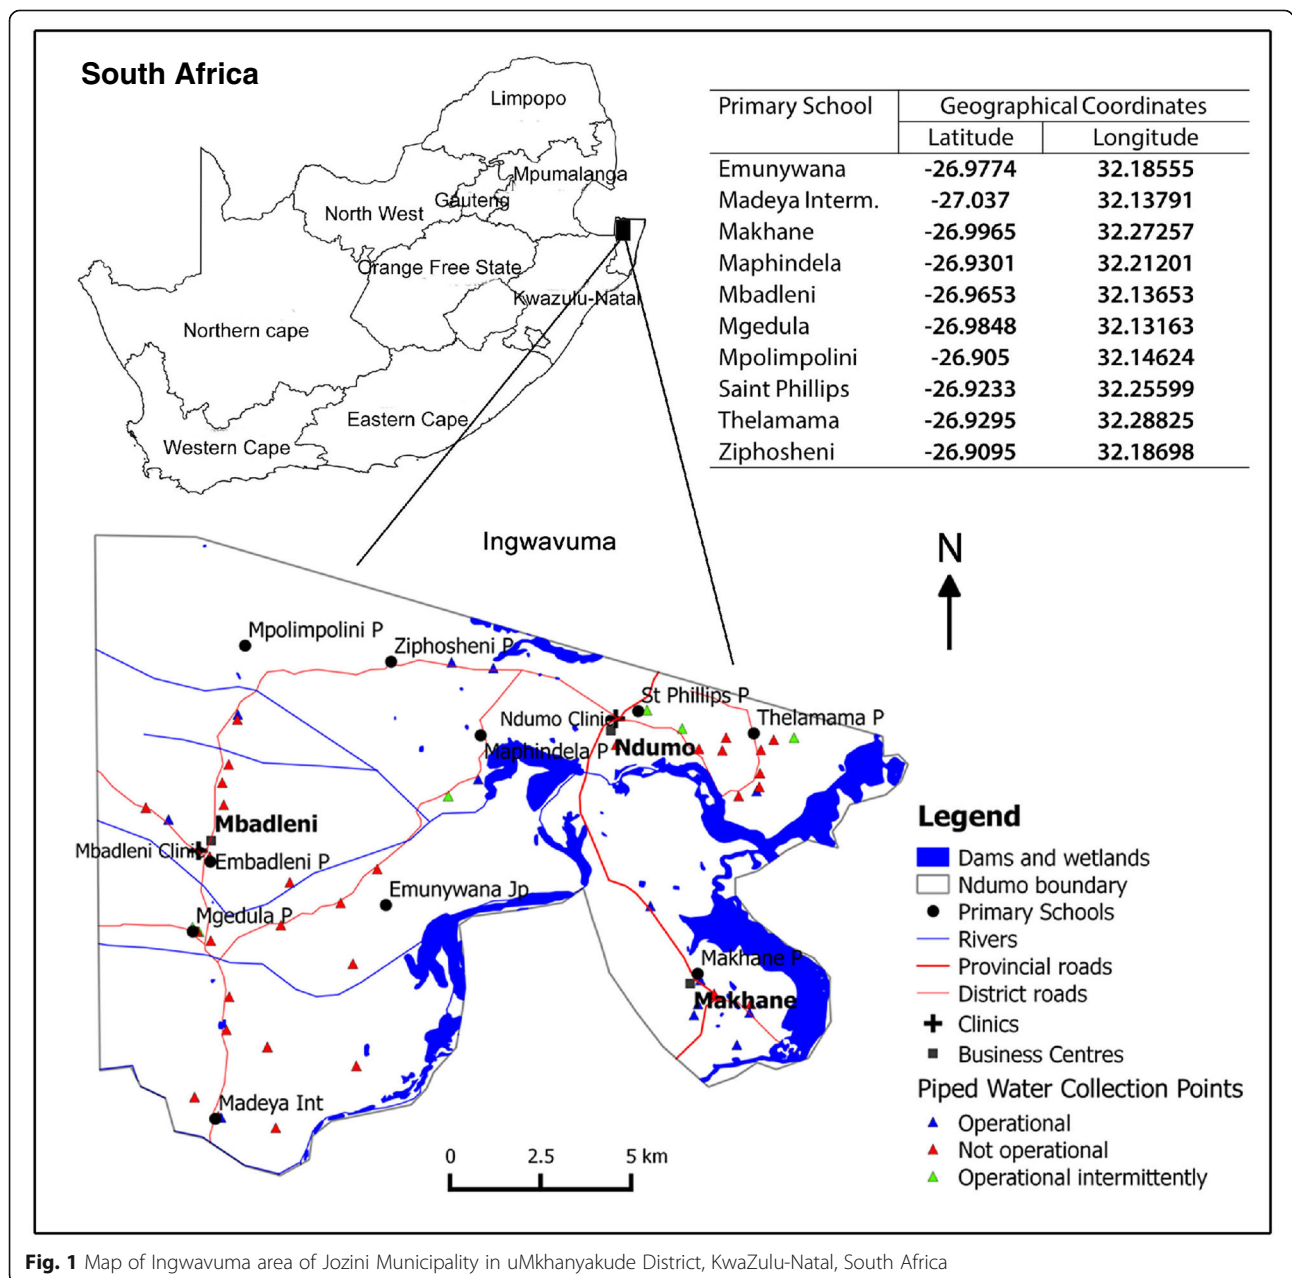 South Africa
Limpopo
Mpumalanga
Gauteng
North West
Orange Free State
Kwazulu-Natal
Northern cape
Eastern Cape
Western Cape
Primary School Geographical Coordinates
Latitude Longitude
Emunywana -26.9774 32.18555
Madeya Interm. -27.037 32.13791
Makhane -26.9965 32.27257
Maphindela -26.9301 32.21201
Mbadleni -26.9653 32.13653
Mgedula -26.9848 32.13163
Mpolimpolini -26.905 32.14624
Saint Phillips -26.9233 32.25599
Thelamama -26.9295 32.28825
Ziphosheni -26.9095 32.18698
Ingwavuma
N
Mpolimpolini P
Ziphosheni P
St Phillips P
Ndumo Clinic
Thelamama P
Maphindela P
Ndumo
Mbadleni
Mbadleni Clinic
Embadleni P
Emunywana Jp
Mgedula P
Makhane P
Makhane
Madeya Int
0 2.5 5 km
Legend
Dams and wetlands
Ndumo boundary
Primary Schools
Rivers
Provincial roads
District roads
Clinics
Business Centres
Piped Water Collection Points
Operational
Not operational
Operational intermittently
Fig. 1 Map of Ingwavuma area of Jozini Municipality in uMkhanyakude District, KwaZulu-Natal, South Africa